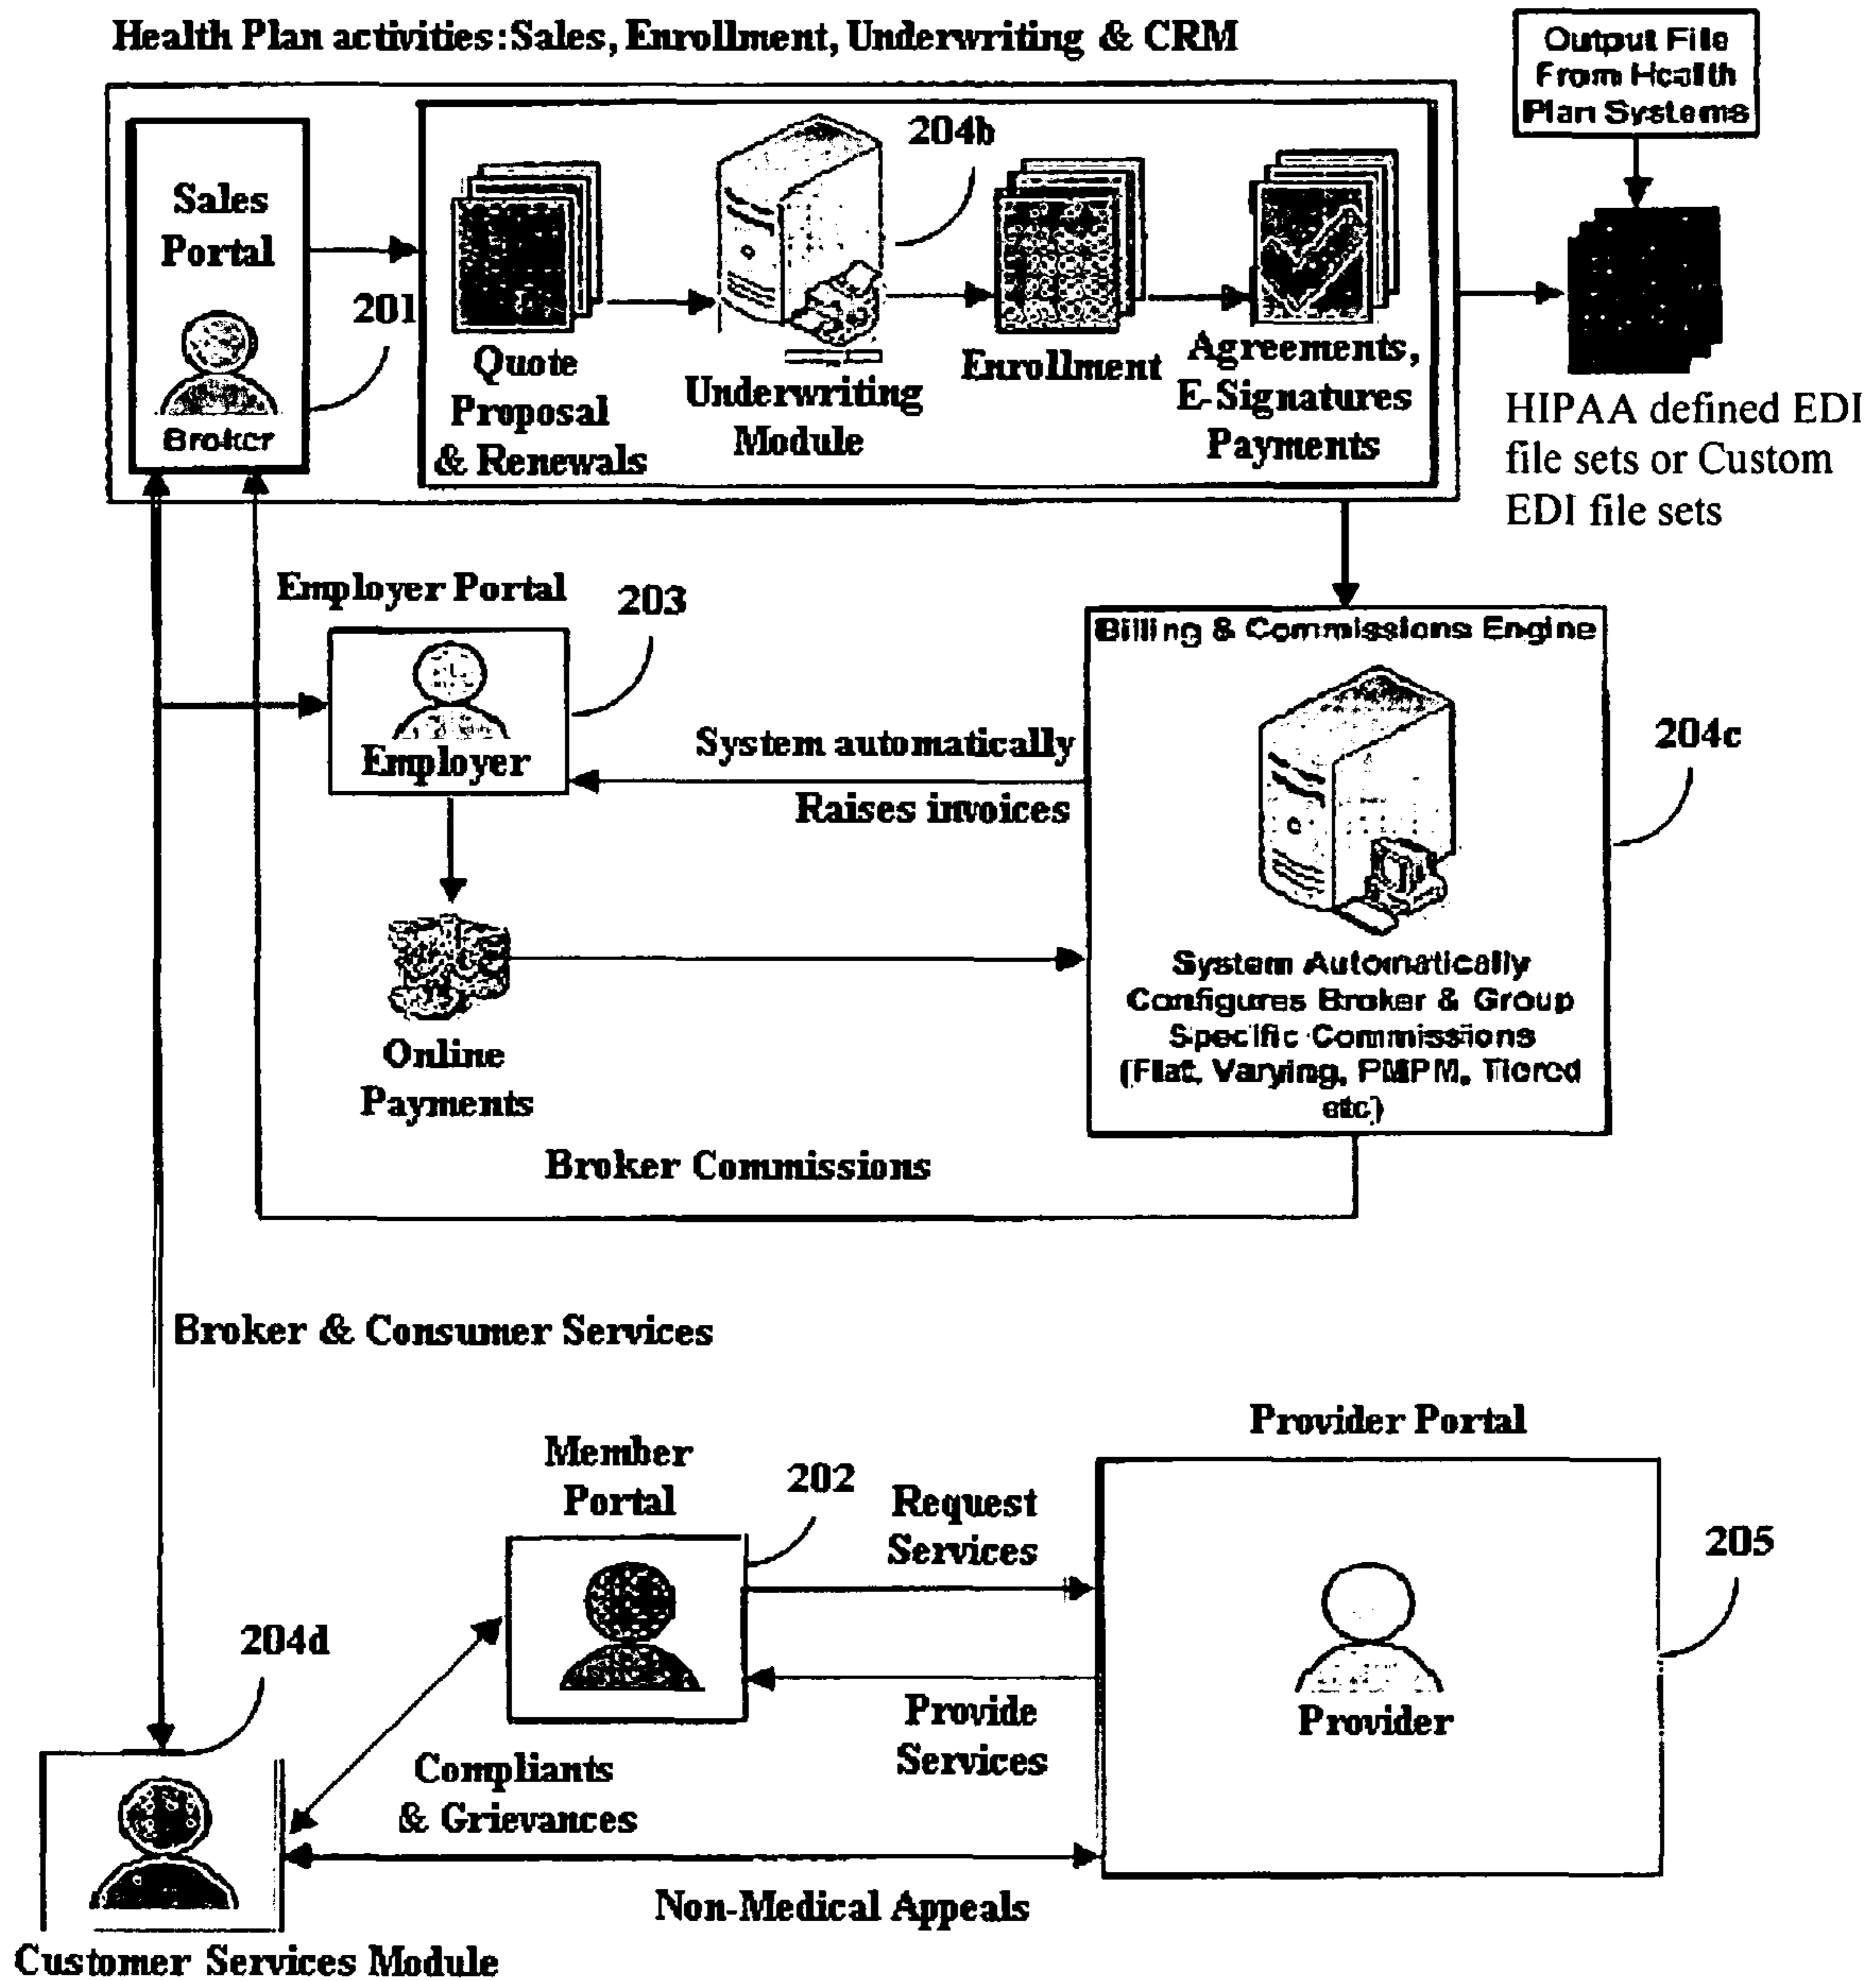 Health Plan activities: Sales, Enrollment, Underwriting & CRM
Output File
From Health
Plan Systems
Sales
Portal
201
Broker
Quote
Proposal
& Renewals
204b
Underwriting
Module
Enrollment
Agreements,
E-Signatures
Payments
HIPAA defined EDI
file sets or Custom
EDI file sets
Employer Portal
203
Employer
System automatically
Raises invoices
Billing & Commissions Engine
204c
System Automatically
Configures Broker & Group
Specific Commissions
(Flat, Varying, PMPM, Tiered
etc)
Online
Payments
Broker Commissions
Broker & Consumer Services
Member
Portal
202
Request
Services
Provide
Services
Provider Portal
205
Provider
204d
Compliants
& Grievances
Non-Medical Appeals
Customer Services Module